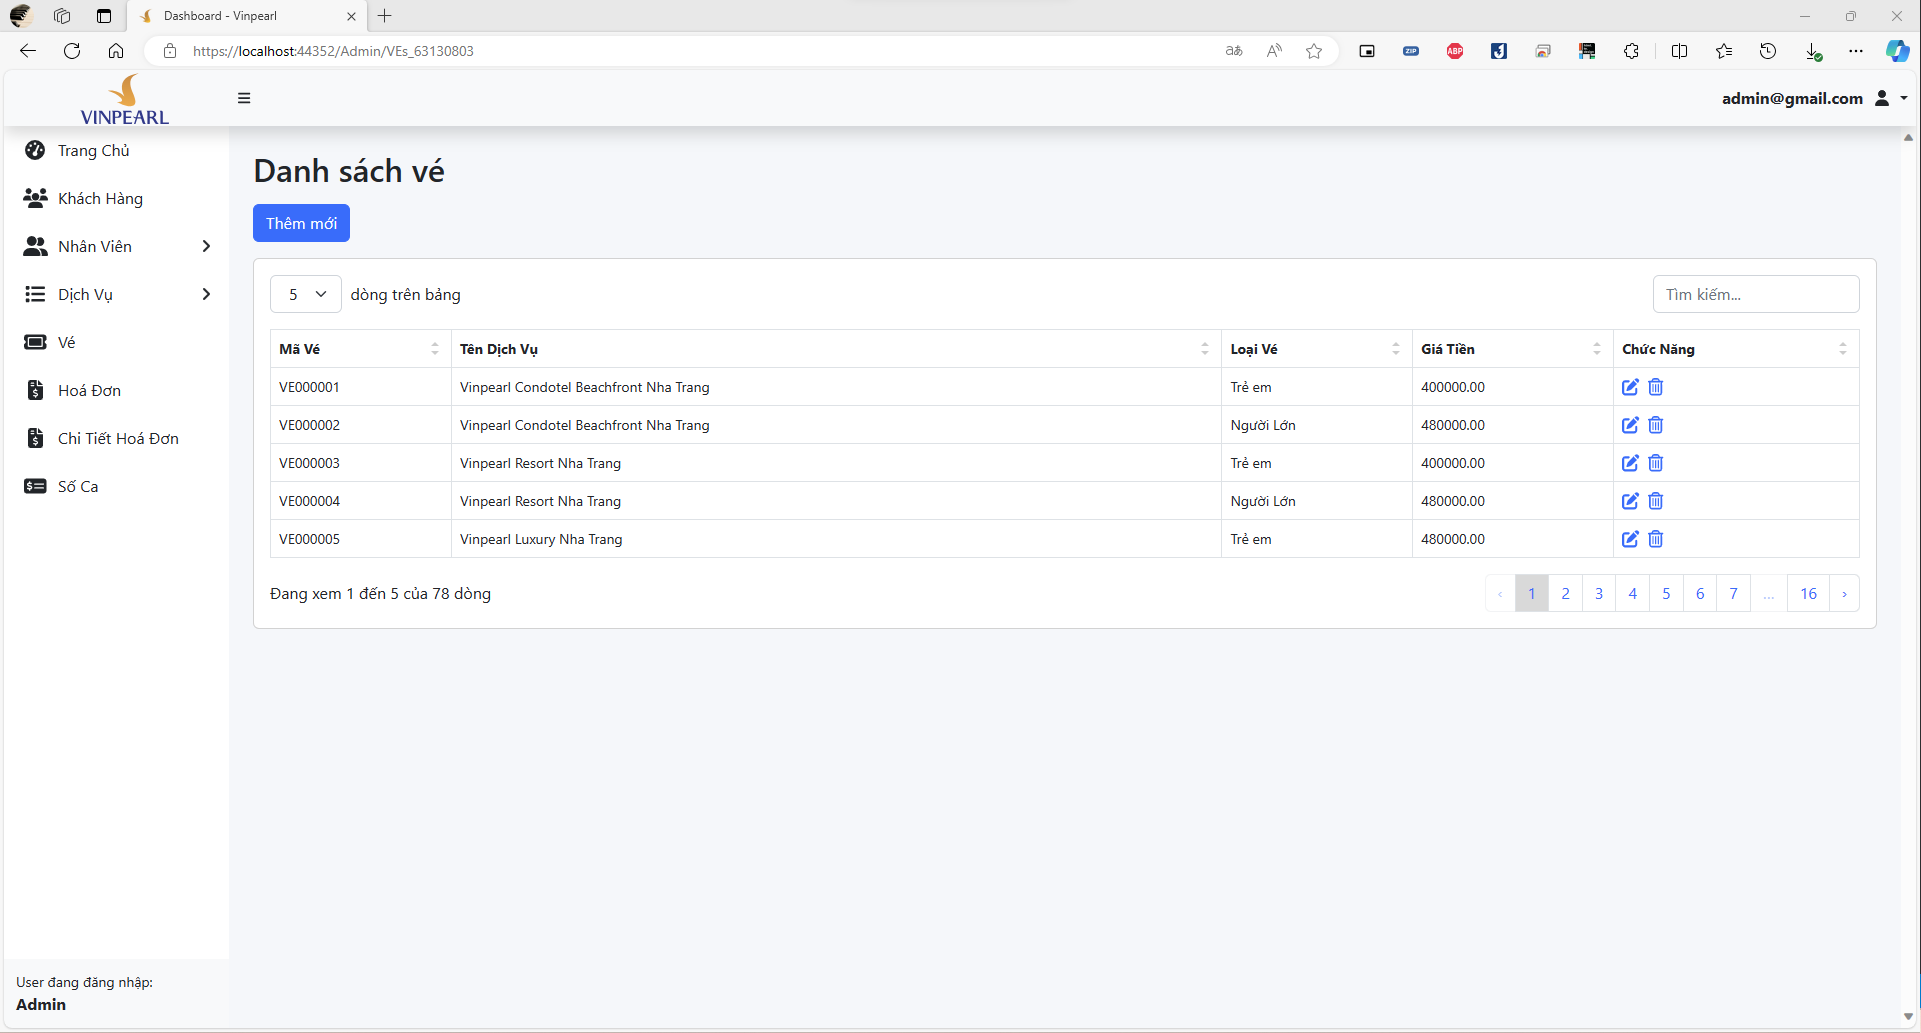 Dashboard - Vinpearl
https://localhost:44352/Admin/VEs_63130803
VINPEARL
admin@gmail.com
Trang Chủ
Khách Hàng
Nhân Viên
Dịch Vụ
Vé
Hoá Đơn
Chi Tiết Hoá Đơn
Số Ca
Danh sách vé
Thêm mới
5 dòng trên bảng
Tìm kiếm...
Mã Vé Tên Dịch Vụ Loại Vé Giá Tiền Chức Năng
VE000001 Vinpearl Condotel Beachfront Nha Trang Trẻ em 400000.00
VE000002 Vinpearl Condotel Beachfront Nha Trang Người Lớn 480000.00
VE000003 Vinpearl Resort Nha Trang Trẻ em 400000.00
VE000004 Vinpearl Resort Nha Trang Người Lớn 480000.00
VE000005 Vinpearl Luxury Nha Trang Trẻ em 480000.00
Đang xem 1 đến 5 của 78 dòng
‹ 1 2 3 4 5 6 7 ... 16 ›
User đang đăng nhập:
Admin